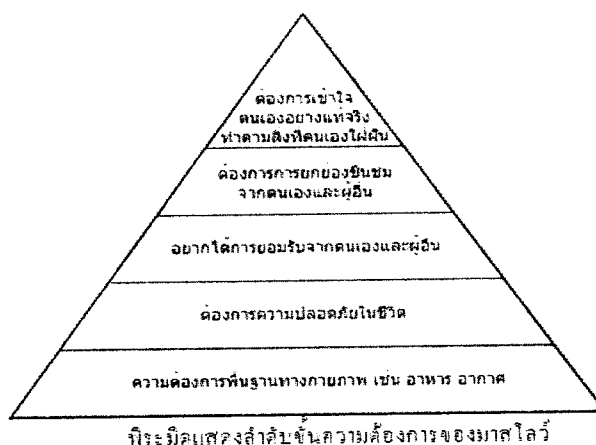 ต้องการเข้าใจ
ตนเองอย่างแท้จริง
ทำตามสิ่งที่ตนเองใฝ่ฝัน
ต้องการการยกย่องชื่นชม
จากตนเองและผู้อื่น
อยากได้การยอมรับจากตนเองและผู้อื่น
ต้องการความปลอดภัยในชีวิต
ความต้องการพื้นฐานทางกายภาพ เช่น อาหาร อากาศ
พีระมิดแสดงลำดับขั้นความต้องการของมาสโลว์